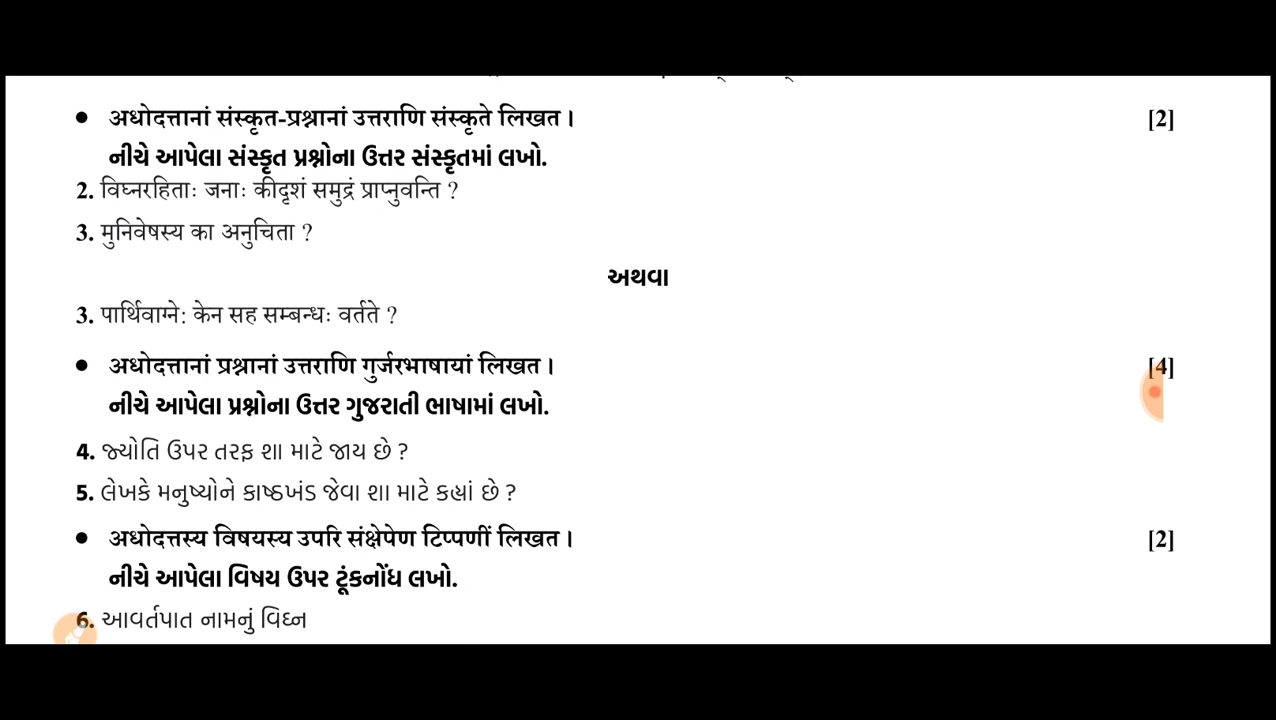 • अधोदत्तानां संस्कृत-प्रश्नानां उत्तराणि संस्कृते लिखत । [2]
નીચે આપેલા સંસ્કૃત પ્રશ્નોના ઉત્તર સંસ્કૃતમાં લખો.
2. विघ्नरहिताः जनाः कीदृशं समुद्रं प्राप्नुवन्ति ?
3. मुनिवेषस्य का अनुचिता ?
અથવા
3. पार्थिवाग्ने: केन सह सम्बन्धः वर्तते ?
• अधोदत्तानां प्रश्नानां उत्तराणि गुर्जरभाषायां लिखत । [4]
નીચે આપેલા પ્રશ્નોના ઉત્તર ગુજરાતી ભાષામાં લખો.
4. જ્યોતિ ઉપર તરફ શા માટે જાય છે ?
5. લેખકે મનુષ્યોને કાષ્ઠખંડ જેવા શા માટે કહ્યાં છે ?
• अधोदत्तस्य विषयस्य उपरि संक्षेपेण टिप्पणीं लिखत । [2]
નીચે આપેલા વિષય ઉપર ટૂંકનોંધ લખો.
6. આવર્તપાત નામનું વિઘ્ન